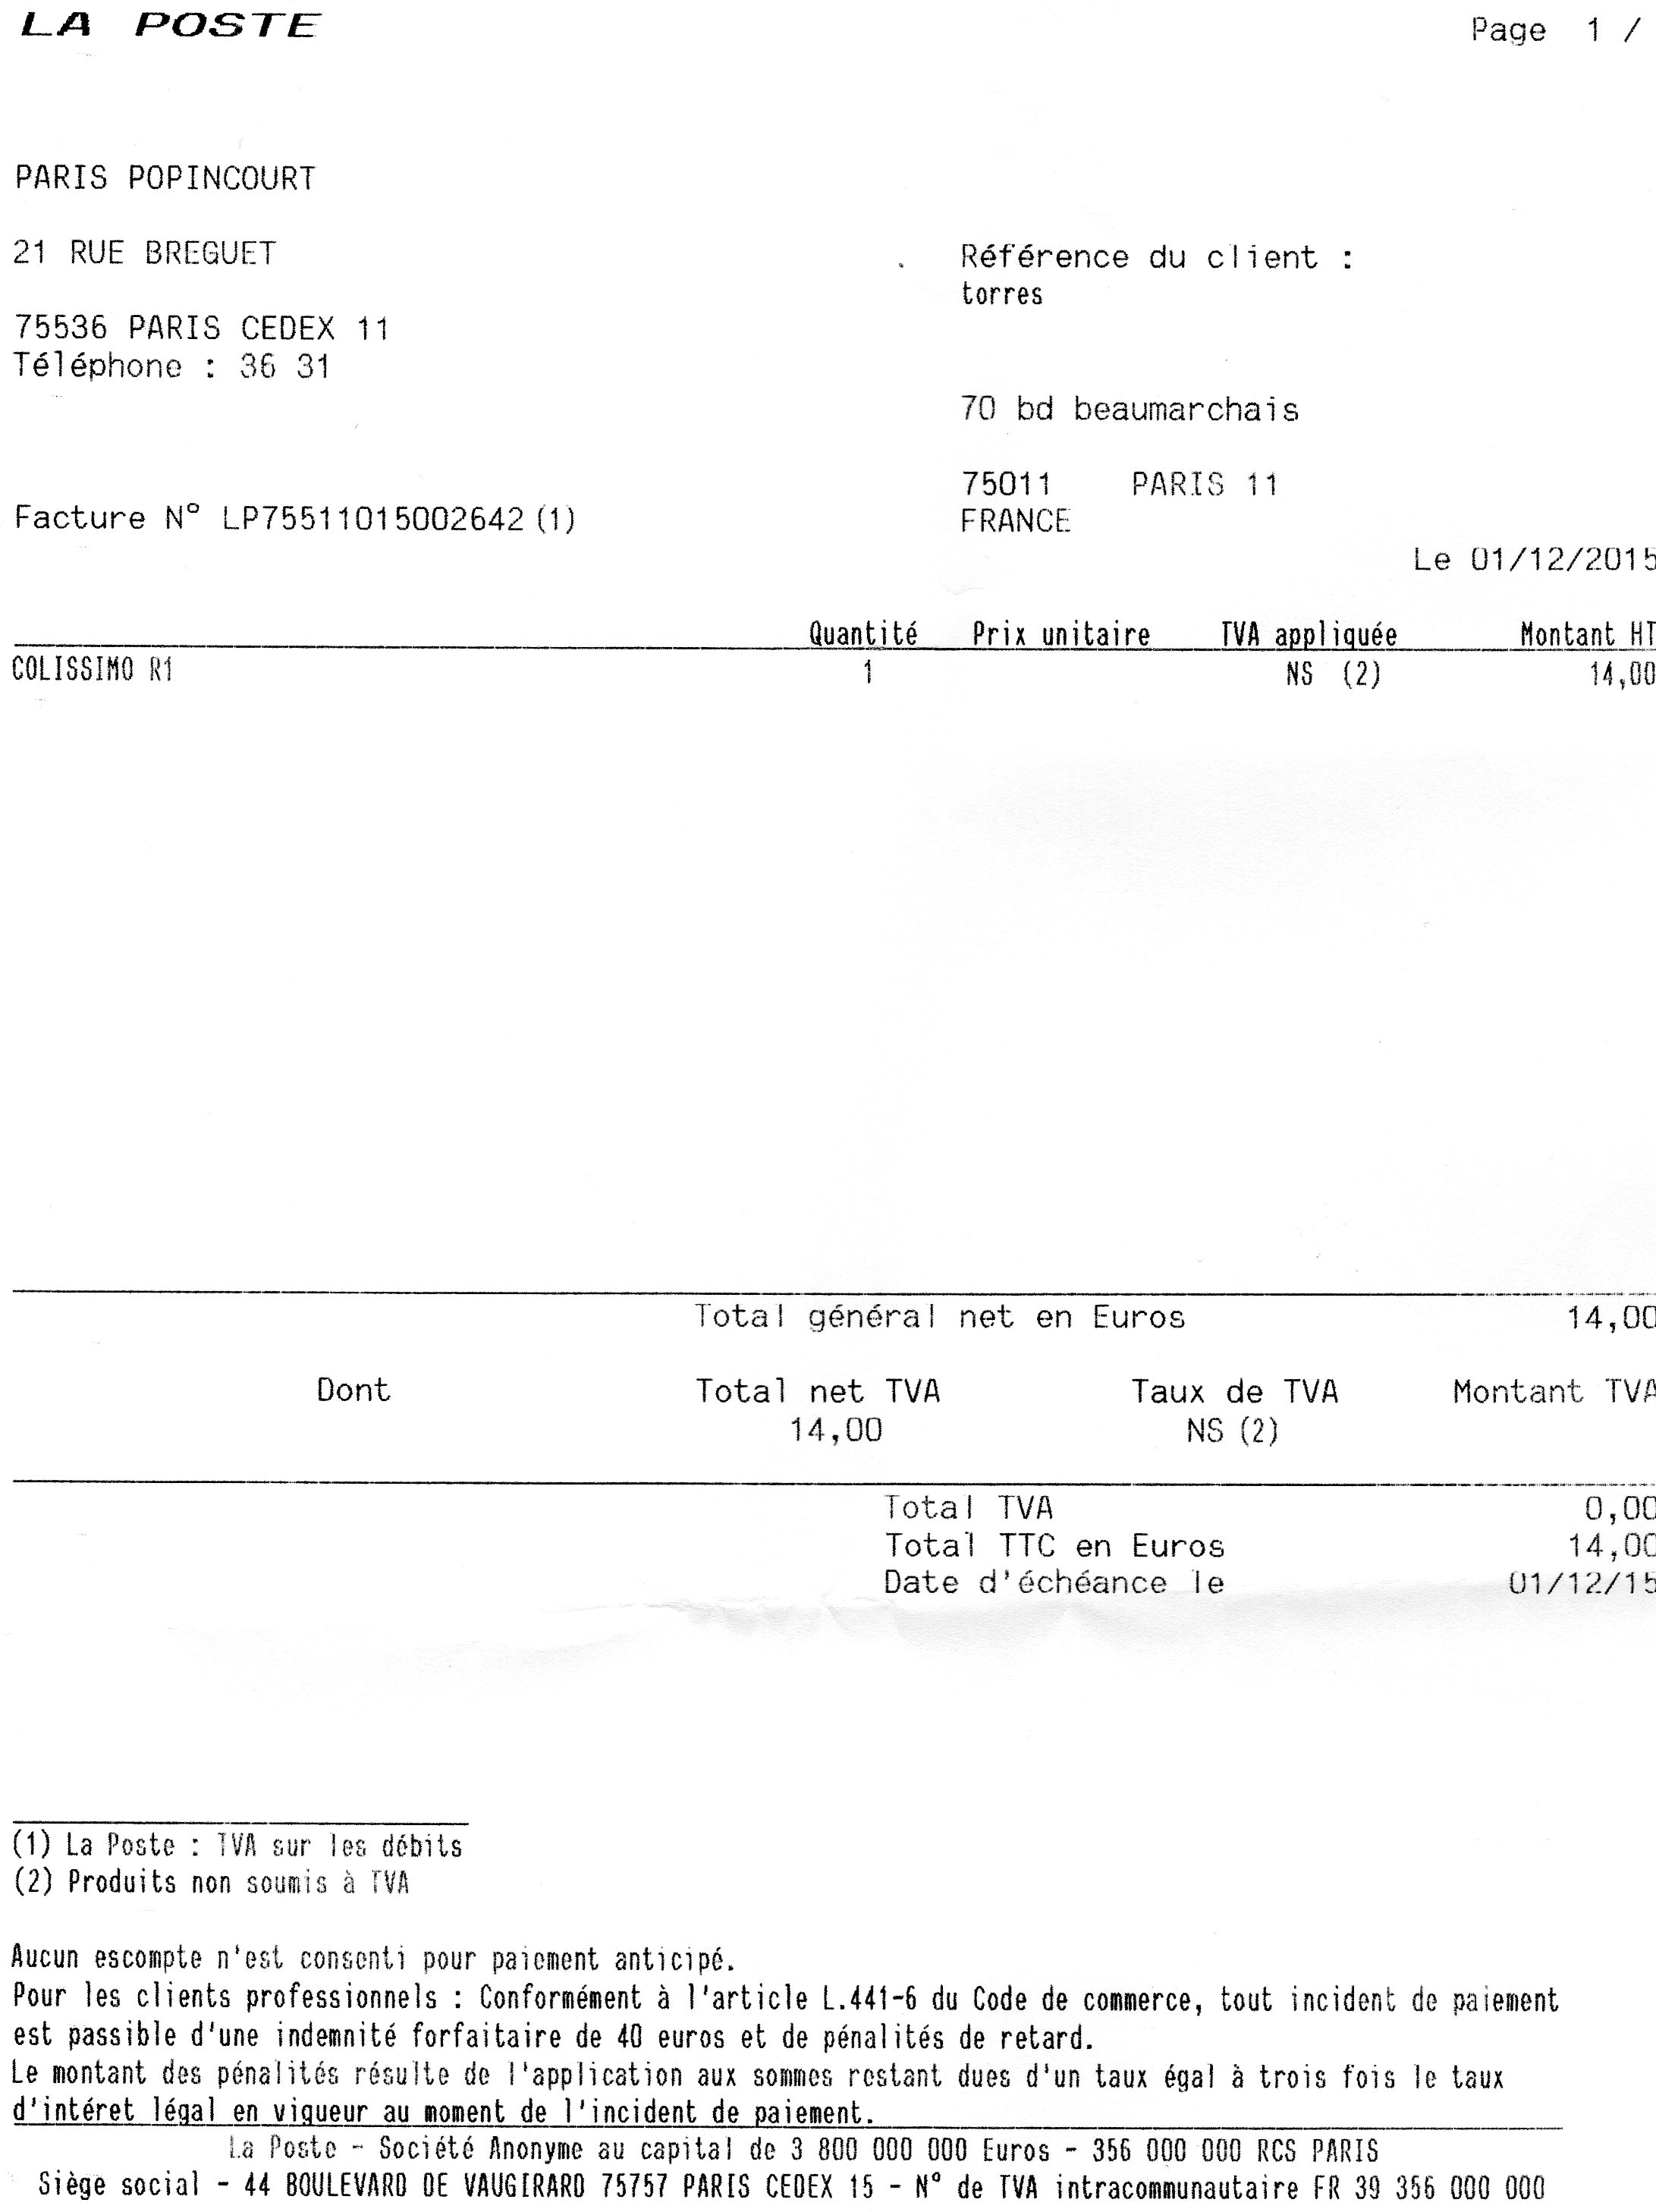 LA POSTE
Page 1 /
PARIS POPINCOURT
21 RUE BREGUET
Référence du client :
torres
75536 PARIS CEDEX 11
Téléphone : 36 31
70 bd beaumarchais
75011 PARIS 11
Facture N° LP75511015002642 (1)
FRANCE
Le 01/12/2015
Quantité Prix unitaire TVA appliquée Montant HT
COLISSIMO R1 1 NS (2) 14,00
Total général net en Euros 14,00
Dont Total net TVA Taux de TVA Montant TVA
14,00 NS (2)
Total TVA 0,00
Total TTC en Euros 14,00
Date d'échéance le 01/12/15
(1) La Poste : TVA sur les débits
(2) Produits non soumis à TVA
Aucun escompte n'est consenti pour paiement anticipé.
Pour les clients professionnels : Conformément à l'article L.441-6 du Code de commerce, tout incident de paiement
est passible d'une indemnité forfaitaire de 40 euros et de pénalités de retard.
Le montant des pénalités résulte de l'application aux sommes restant dues d'un taux égal à trois fois le taux
d'intéret légal en vigueur au moment de l'incident de paiement.
La Poste - Société Anonyme au capital de 3 800 000 000 Euros - 356 000 000 RCS PARIS
Siège social - 44 BOULEVARD DE VAUGIRARD 75757 PARIS CEDEX 15 - N° de TVA intracommunautaire FR 39 356 000 000